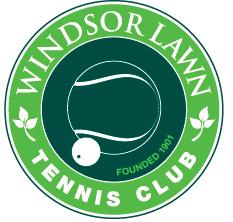 WINDSOR LAWN
FOUNDED 1901
TENNIS CLUB